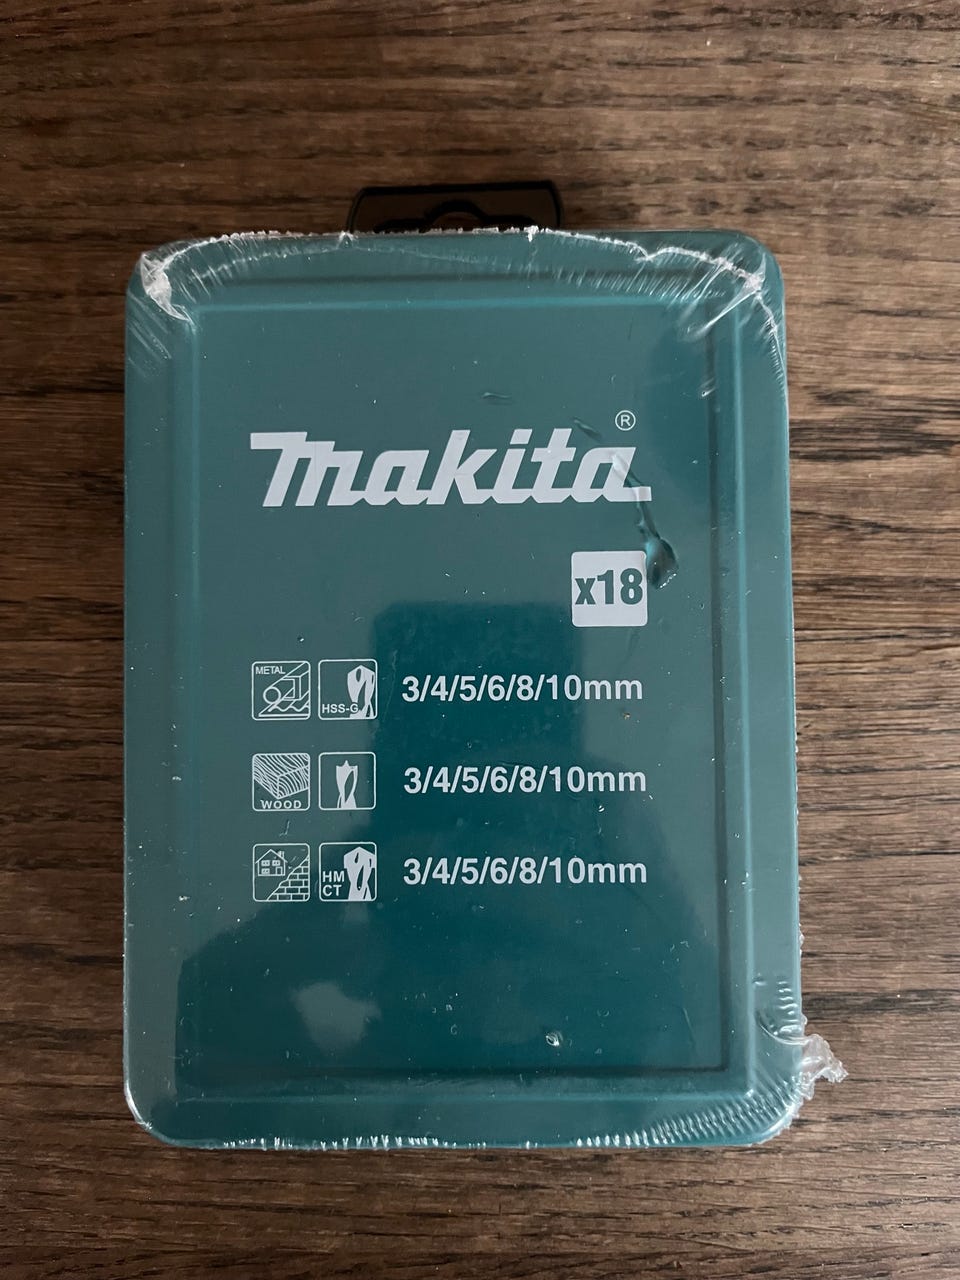 makita®
x18
METAL
HSS-G
3/4/5/6/8/10mm
WOOD
3/4/5/6/8/10mm
HM
CT
3/4/5/6/8/10mm